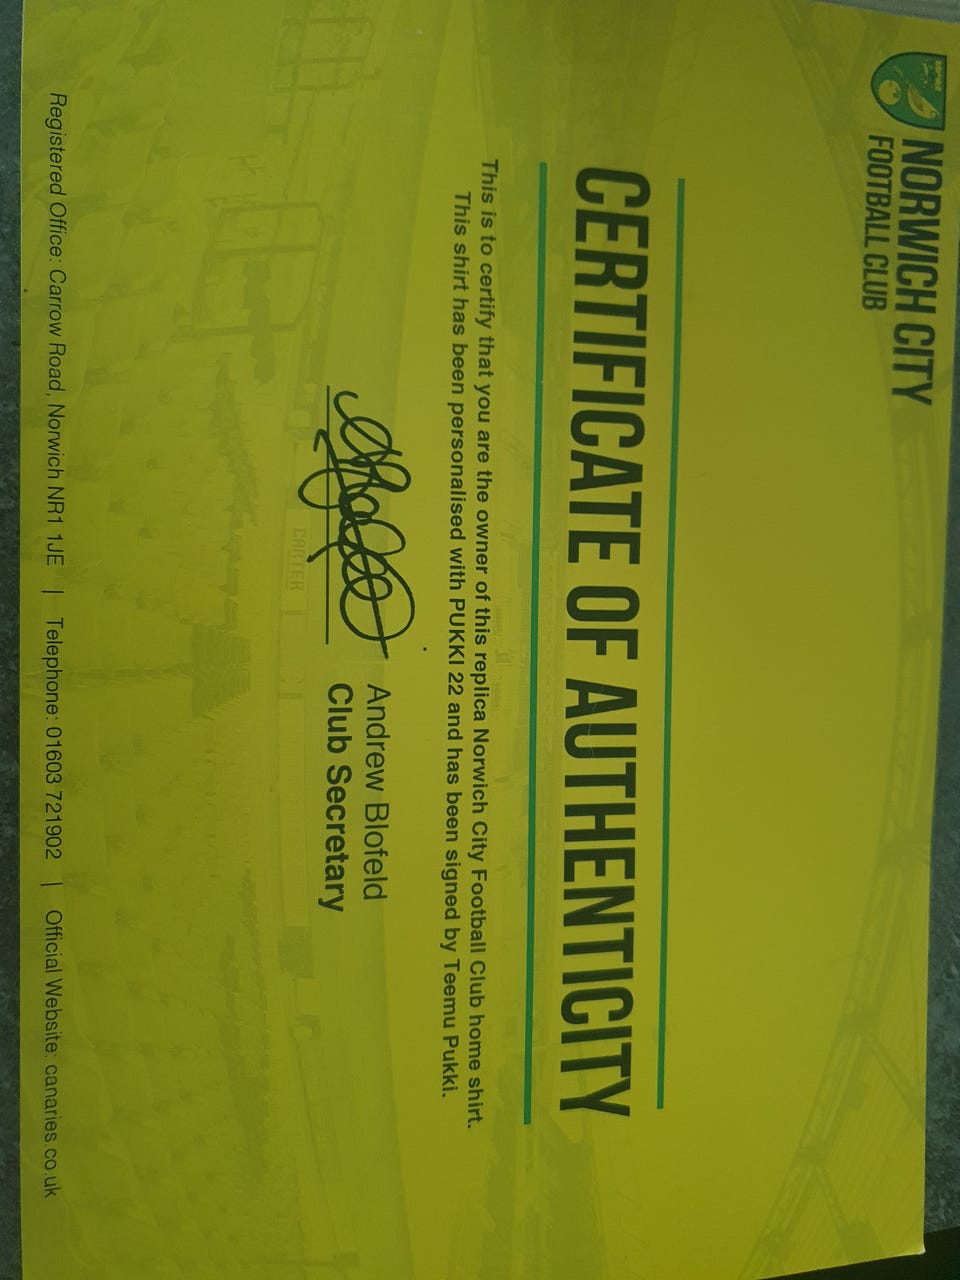 NORWICH CITY
FOOTBALL CLUB
CERTIFICATE OF AUTHENTICITY
This is to certify that you are the owner of this replica Norwich City Football Club home shirt.
This shirt has been personalised with PUKKI 22 and has been signed by Teemu Pukki.
Andrew Blofeld
Club Secretary
CARTER
Registered Office: Carrow Road, Norwich NR1 1JE | Telephone: 01603 721902 | Official Website: canaries.co.uk